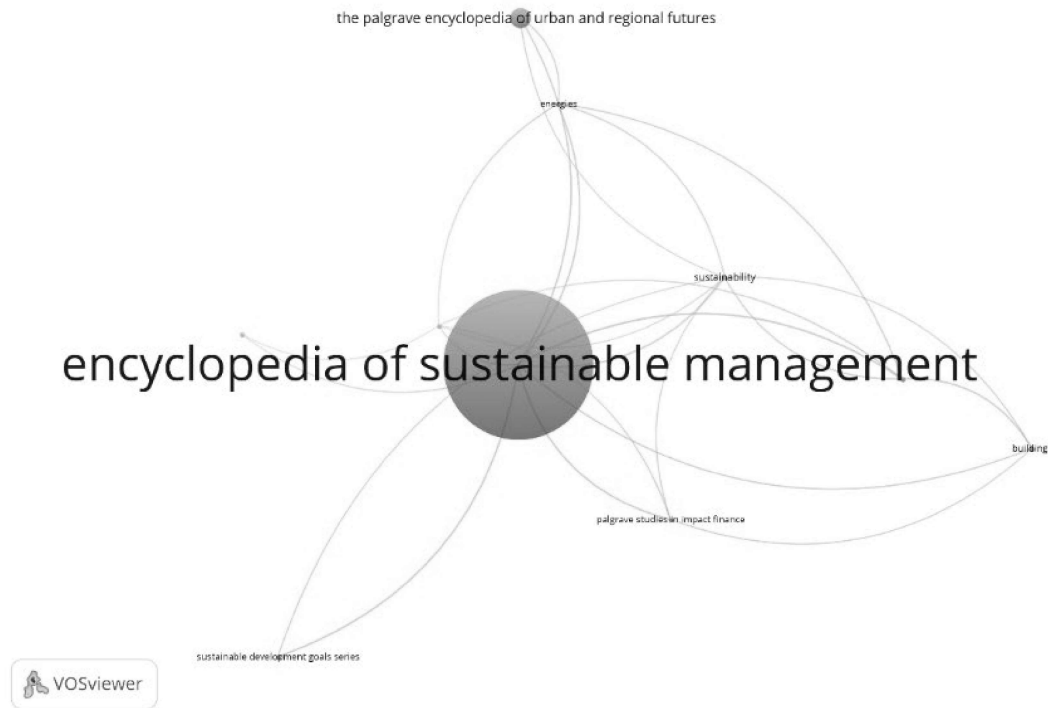 the palgrave encyclopedia of urban and regional futures
energies
sustainability
encyclopedia of sustainable management
building
palgrave studies in impact finance
sustainable development goals series
VOSviewer